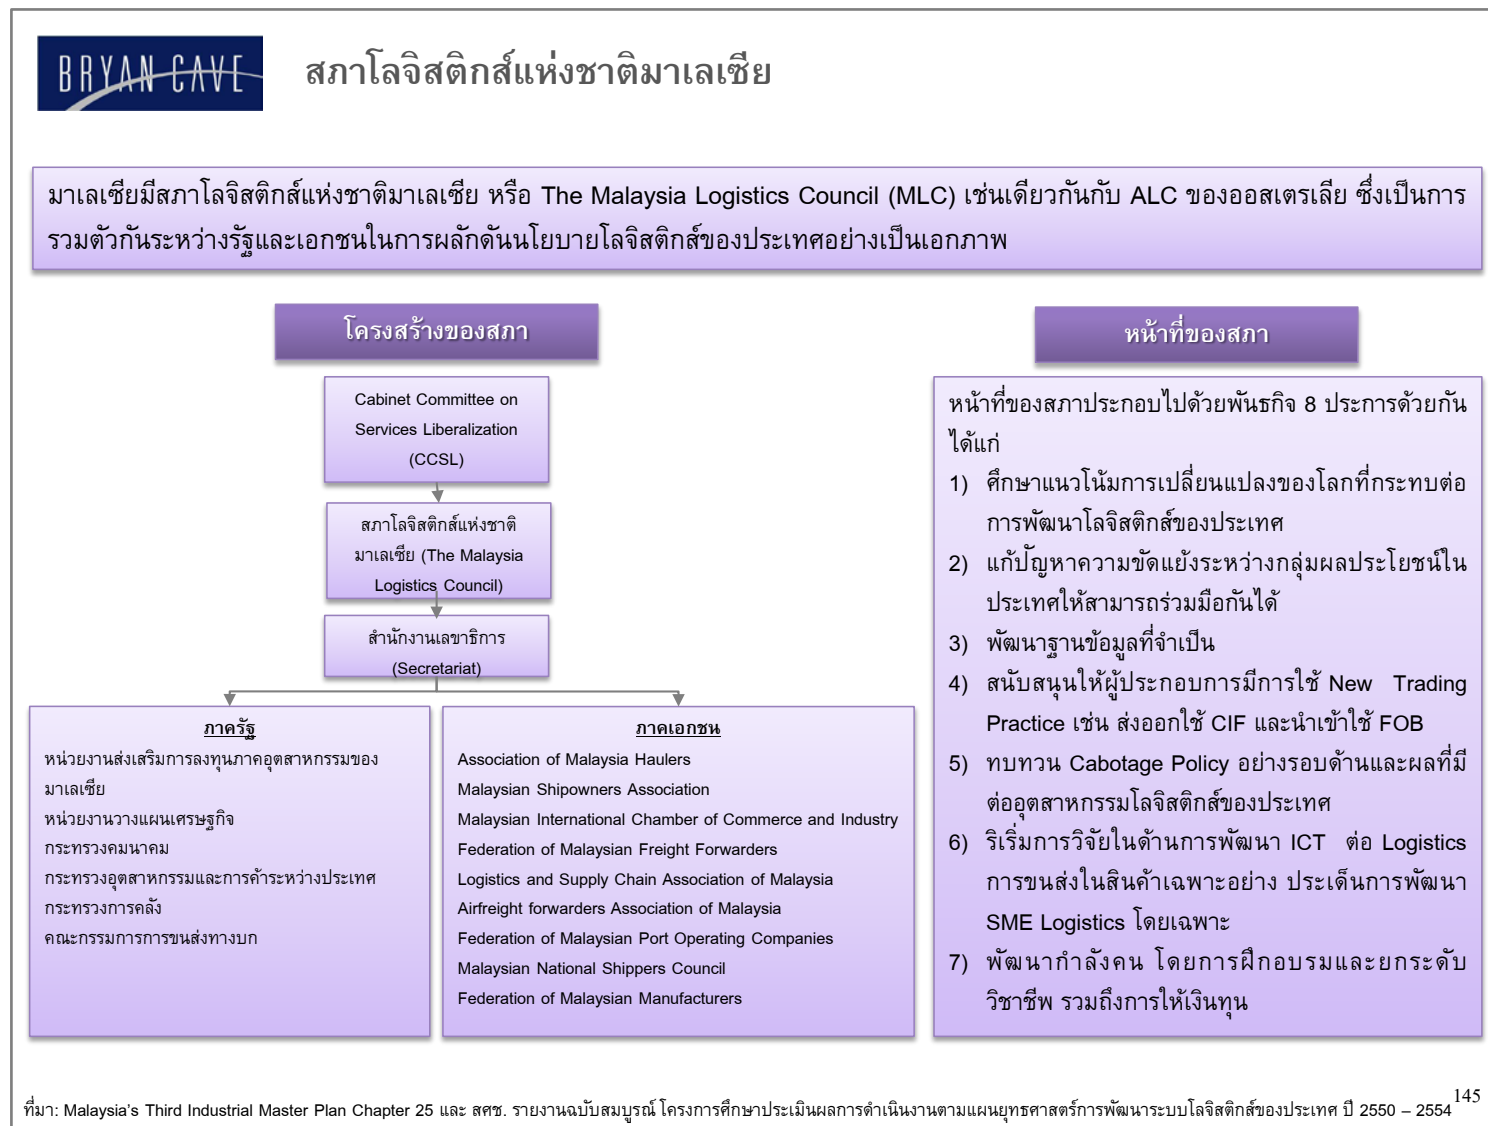 BRYAN CAVE
สภาโลจิสติกส์แห่งชาติมาเลเซีย
มาเลเซียมีสภาโลจิสติกส์แห่งชาติมาเลเซีย หรือ The Malaysia Logistics Council (MLC) เช่นเดียวกันกับ ALC ของออสเตรเลีย ซึ่งเป็นการ
รวมตัวกันระหว่างรัฐและเอกชนในการผลักดันนโยบายโลจิสติกส์ของประเทศอย่างเป็นเอกภาพ
โครงสร้างของสภา
Cabinet Committee on
Services Liberalization
(CCSL)
สภาโลจิสติกส์แห่งชาติ
มาเลเซีย (The Malaysia
Logistics Council)
สำนักงานเลขาธิการ
(Secretariat)
ภาครัฐ
หน่วยงานส่งเสริมการลงทุนภาคอุตสาหกรรมของ
มาเลเซีย
หน่วยงานวางแผนเศรษฐกิจ
กระทรวงคมนาคม
กระทรวงอุตสาหกรรมและการค้าระหว่างประเทศ
กระทรวงการคลัง
คณะกรรมการการขนส่งทางบก
ภาคเอกชน
Association of Malaysia Haulers
Malaysian Shipowners Association
Malaysian International Chamber of Commerce and Industry
Federation of Malaysian Freight Forwarders
Logistics and Supply Chain Association of Malaysia
Airfreight forwarders Association of Malaysia
Federation of Malaysian Port Operating Companies
Malaysian National Shippers Council
Federation of Malaysian Manufacturers
หน้าที่ของสภา
หน้าที่ของสภาประกอบไปด้วยพันธกิจ 8 ประการด้วยกัน
ได้แก่
1) ศึกษาแนวโน้มการเปลี่ยนแปลงของโลกที่กระทบต่อ
การพัฒนาโลจิสติกส์ของประเทศ
2) แก้ปัญหาความขัดแย้งระหว่างกลุ่มผลประโยชน์ใน
ประเทศให้สามารถร่วมมือกันได้
3) พัฒนาฐานข้อมูลที่จำเป็น
4) สนับสนุนให้ผู้ประกอบการมีการใช้ New Trading
Practice เช่น ส่งออกใช้ CIF และนำเข้าใช้ FOB
5) ทบทวน Cabotage Policy อย่างรอบด้านและผลที่มี
ต่ออุตสาหกรรมโลจิสติกส์ของประเทศ
6) ริเริ่มการวิจัยในด้านการพัฒนา ICT ต่อ Logistics
การขนส่งในสินค้าเฉพาะอย่าง ประเด็นการพัฒนา
SME Logistics โดยเฉพาะ
7) พัฒนากำลังคน โดยการฝึกอบรมและยกระดับ
วิชาชีพ รวมถึงการให้เงินทุน
ที่มา: Malaysia's Third Industrial Master Plan Chapter 25 และ สศช. รายงานฉบับสมบูรณ์ โครงการศึกษาประเมินผลการดำเนินงานตามแผนยุทธศาสตร์การพัฒนาระบบโลจิสติกส์ของประเทศ ปี 2550 – 2554
145